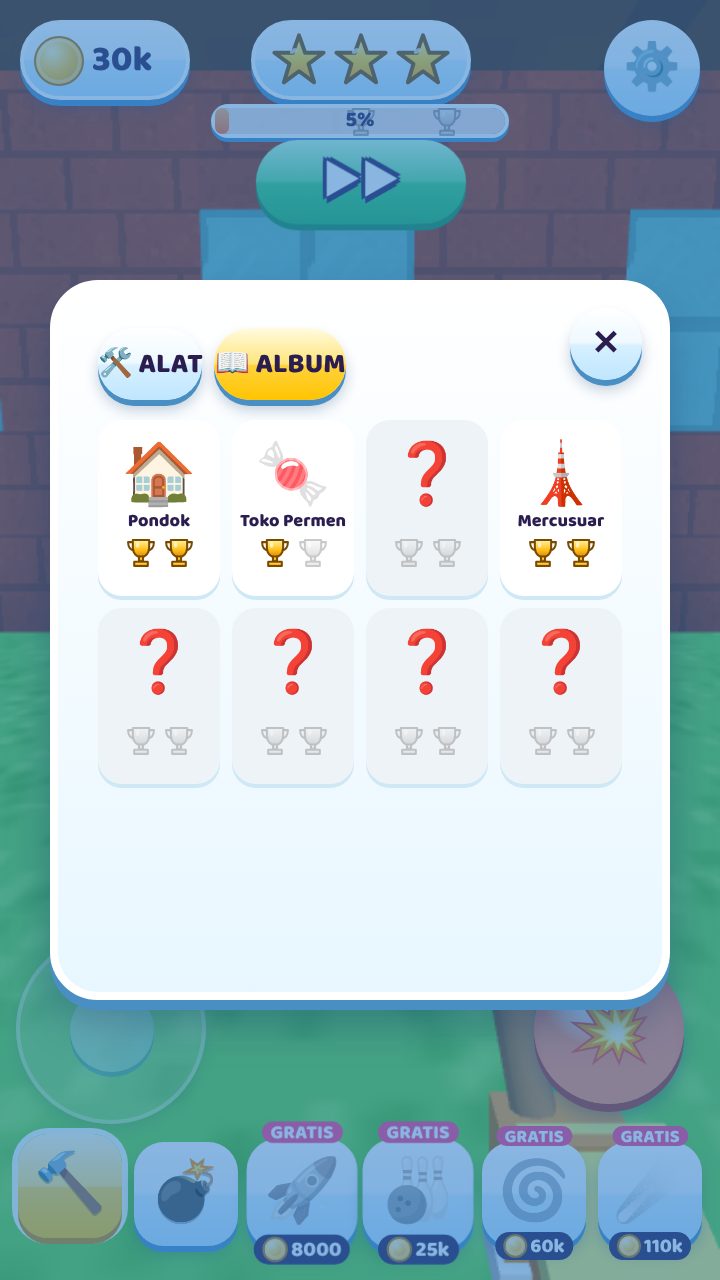 30k
5%
🛠️ ALAT 📖 ALBUM ✕
Pondok
Toko Permen
❓
Mercusuar
❓ ❓ ❓ ❓
GRATIS GRATIS GRATIS GRATIS
8000 25k 60k 110k